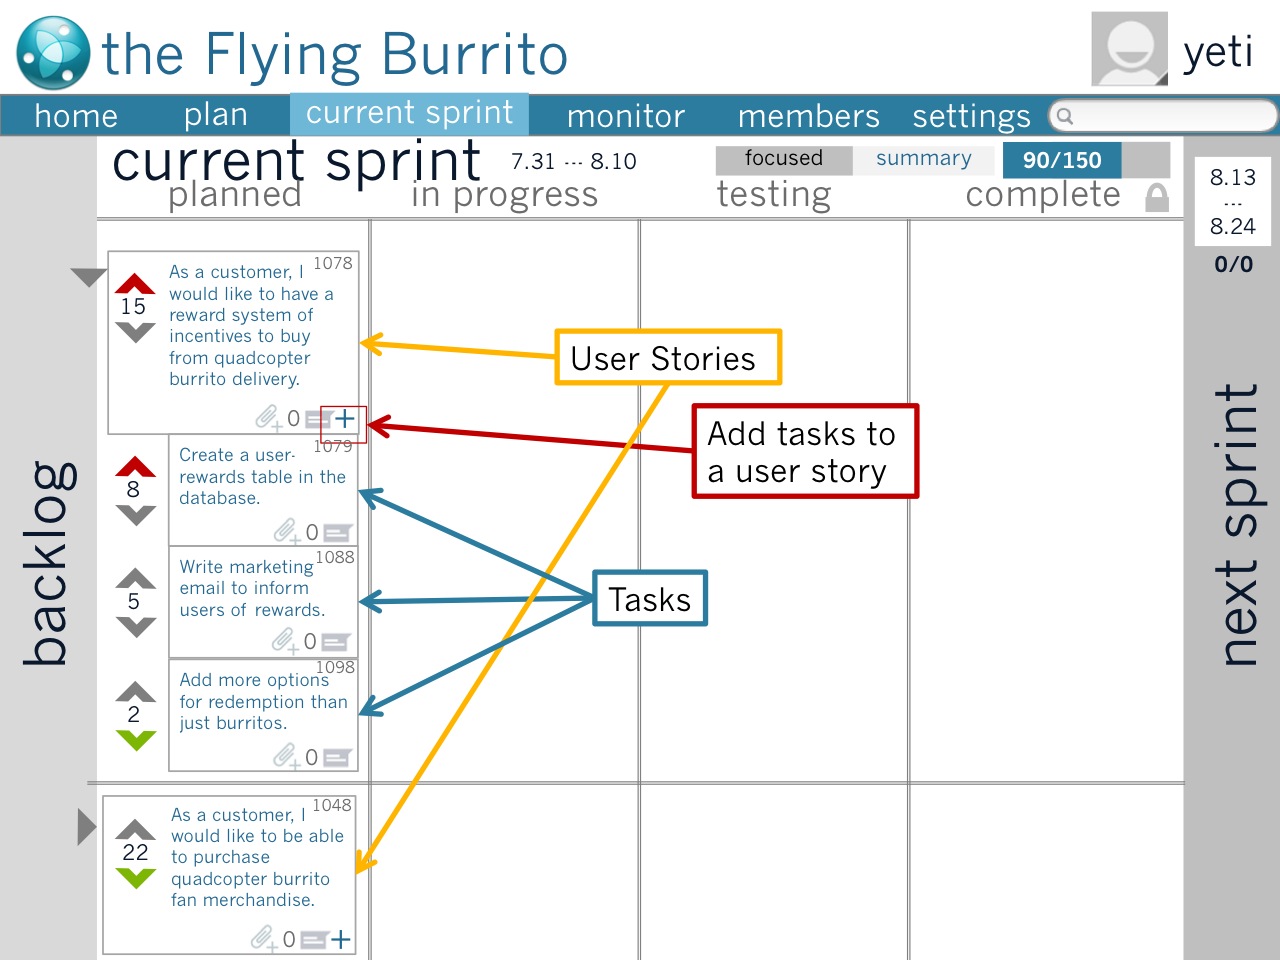 the Flying Burrito
yeti
home
plan
current sprint
monitor
members
settings
current sprint
7.31 --- 8.10
focused
summary
90/150
planned
in progress
testing
complete
8.13
...
8.24
0/0
backlog
next sprint
1078
15
As a customer, I
would like to have a
reward system of
incentives to buy
from quadcopter
burrito delivery.
0
+
User Stories
Add tasks to
a user story
1079
8
Create a user-
rewards table in the
database.
0
1088
5
Write marketing
email to inform
users of rewards.
0
Tasks
1098
2
Add more options
for redemption than
just burritos.
0
1048
22
As a customer, I
would like to be able
to purchase
quadcopter burrito
fan merchandise.
0
+